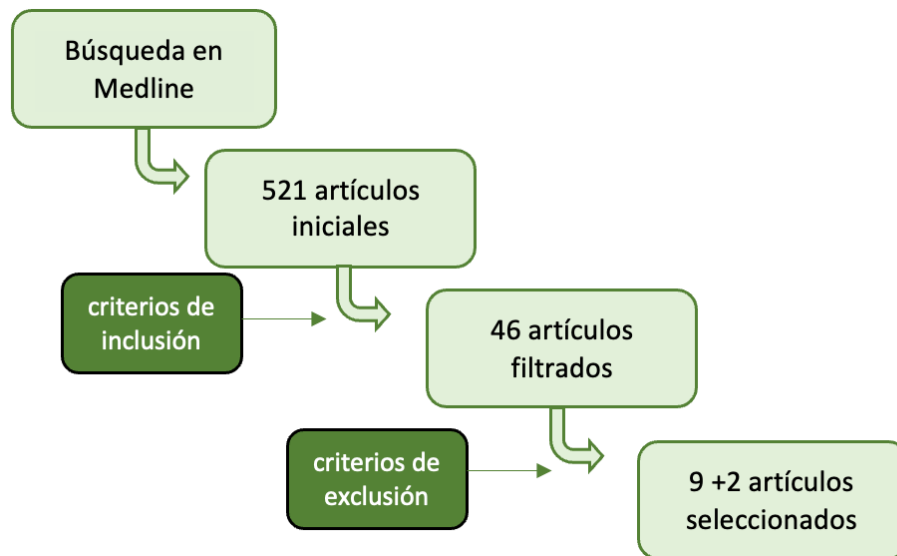 Búsqueda en
Medline
521 artículos
iniciales
criterios de
inclusión
46 artículos
filtrados
criterios de
exclusión
9 +2 artículos
seleccionados